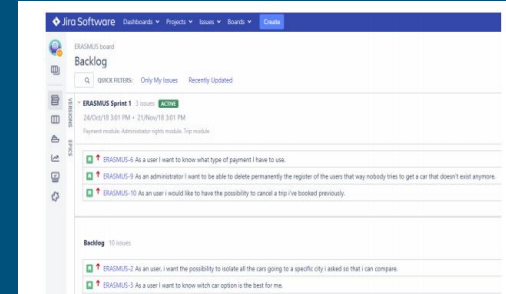 Jira Software Dashboards Projects Issues Boards Create
ERASMUS board
Backlog
QUICK FILTERS: Only My Issues Recently Updated
VERSIONS
EPICS
ERASMUS Sprint 1 3 issues ACTIVE
24/Oct/18 3:01 PM • 21/Nov/18 3:01 PM
Payment module. Administrator rights module. Trip module
ERASMUS-6 As a user I want to know what type of payment I have to use.
ERASMUS-9 As an administrator I want to be able to delete permanently the register of the users that way nobody tries to get a car that doesn't exist anymore.
ERASMUS-10 As an user i would like to have the possibility to cancel a trip i've booked previously.
Backlog 10 issues
ERASMUS-2 As an user, i want the possibility to isolate all the cars going to a specific city i asked so that i can compare.
ERASMUS-3 As a user I want to know witch car option is the best for me.